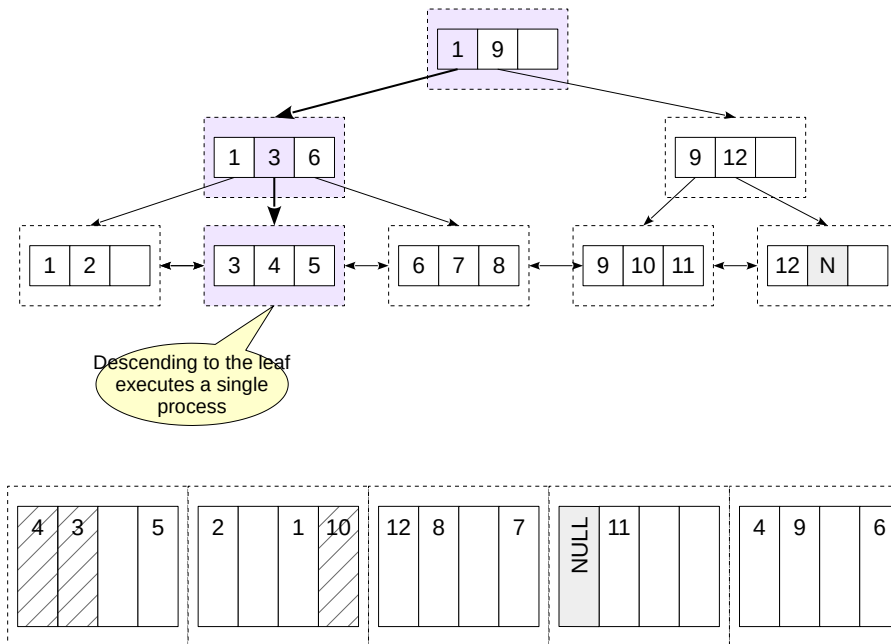 1 9
1 3 6
9 12
1 2
3 4 5
6 7 8
9 10 11
12 N
Descending to the leaf
executes a single
process
4 3 5
2 1 10
12 8 7
NULL 11
4 9 6